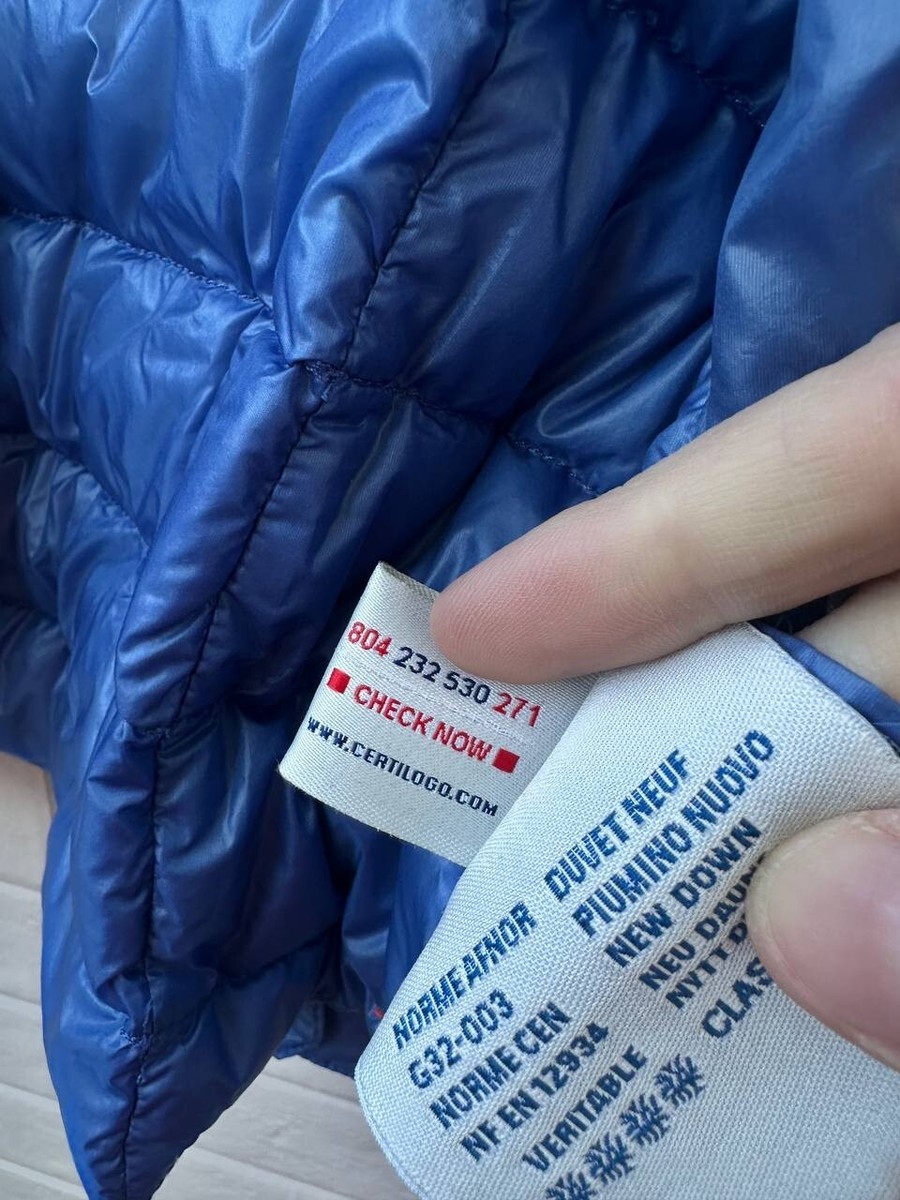 804 232 530 271
CHECK NOW
WWW.CERTILOGO.COM
NORME AFNOR
G32-003
NORME CEN
NF EN 12934
VERITABLE
DUVET NEUF
PIUMINO NUOVO
NEW DOWN
NEU
NYTT